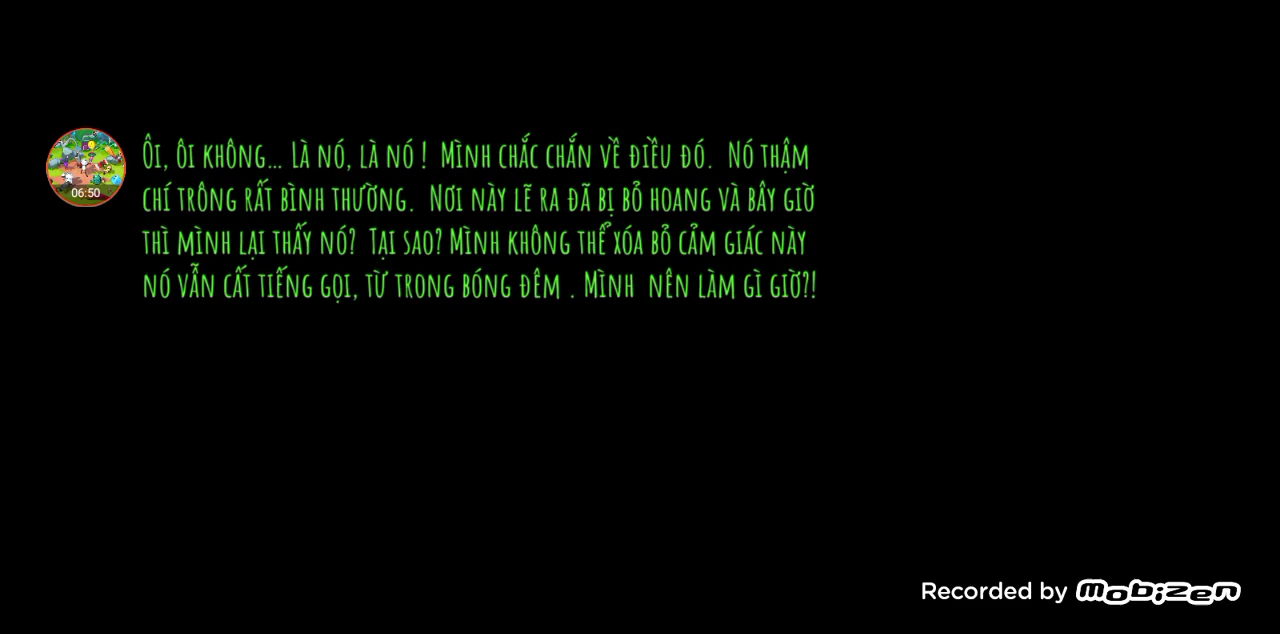 Ôi, ôi không... Là nó, là nó ! Mình chắc chắn về điều đó. Nó thậm
chí trông rất bình thường. Nơi này lẽ ra đã bị bỏ hoang và bây giờ
thì mình lại thấy nó? Tại sao? Mình không thể xóa bỏ cảm giác này
nó vẫn cất tiếng gọi, từ trong bóng đêm . Mình nên làm gì giờ?!
06:50
Recorded by Mobizen